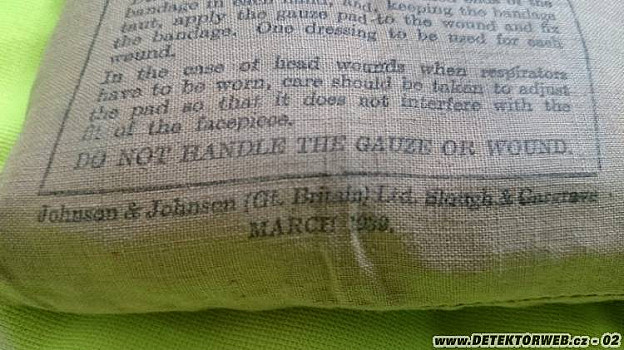 bandage in each hand, and, keeping the bandage
taut, apply the gauze pad to the wound and fix
the bandage. One dressing to be used for each
wound.
In the case of head wounds when respirators
have to be worn, care should be taken to adjust
the pad so that it does not interfere with the
fit of the facepiece.
DO NOT HANDLE THE GAUZE OR WOUND.
Johnson & Johnson (Gt. Britain) Ltd. Slough & Gargrave
MARCH 1939.
www.DETEKTORWEB.cz - 02